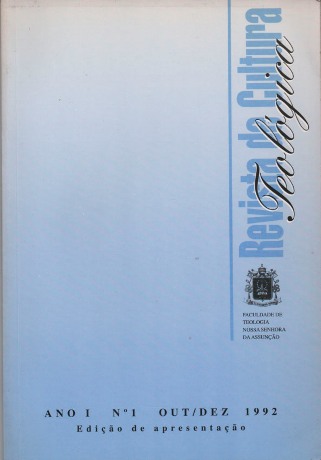 Revista de Cultura
Teológica
FACULDADE DE
TEOLOGIA
NOSSA SENHORA
DA ASSUNÇÃO
ANO I Nº1 OUT/DEZ 1992
Edição de apresentação